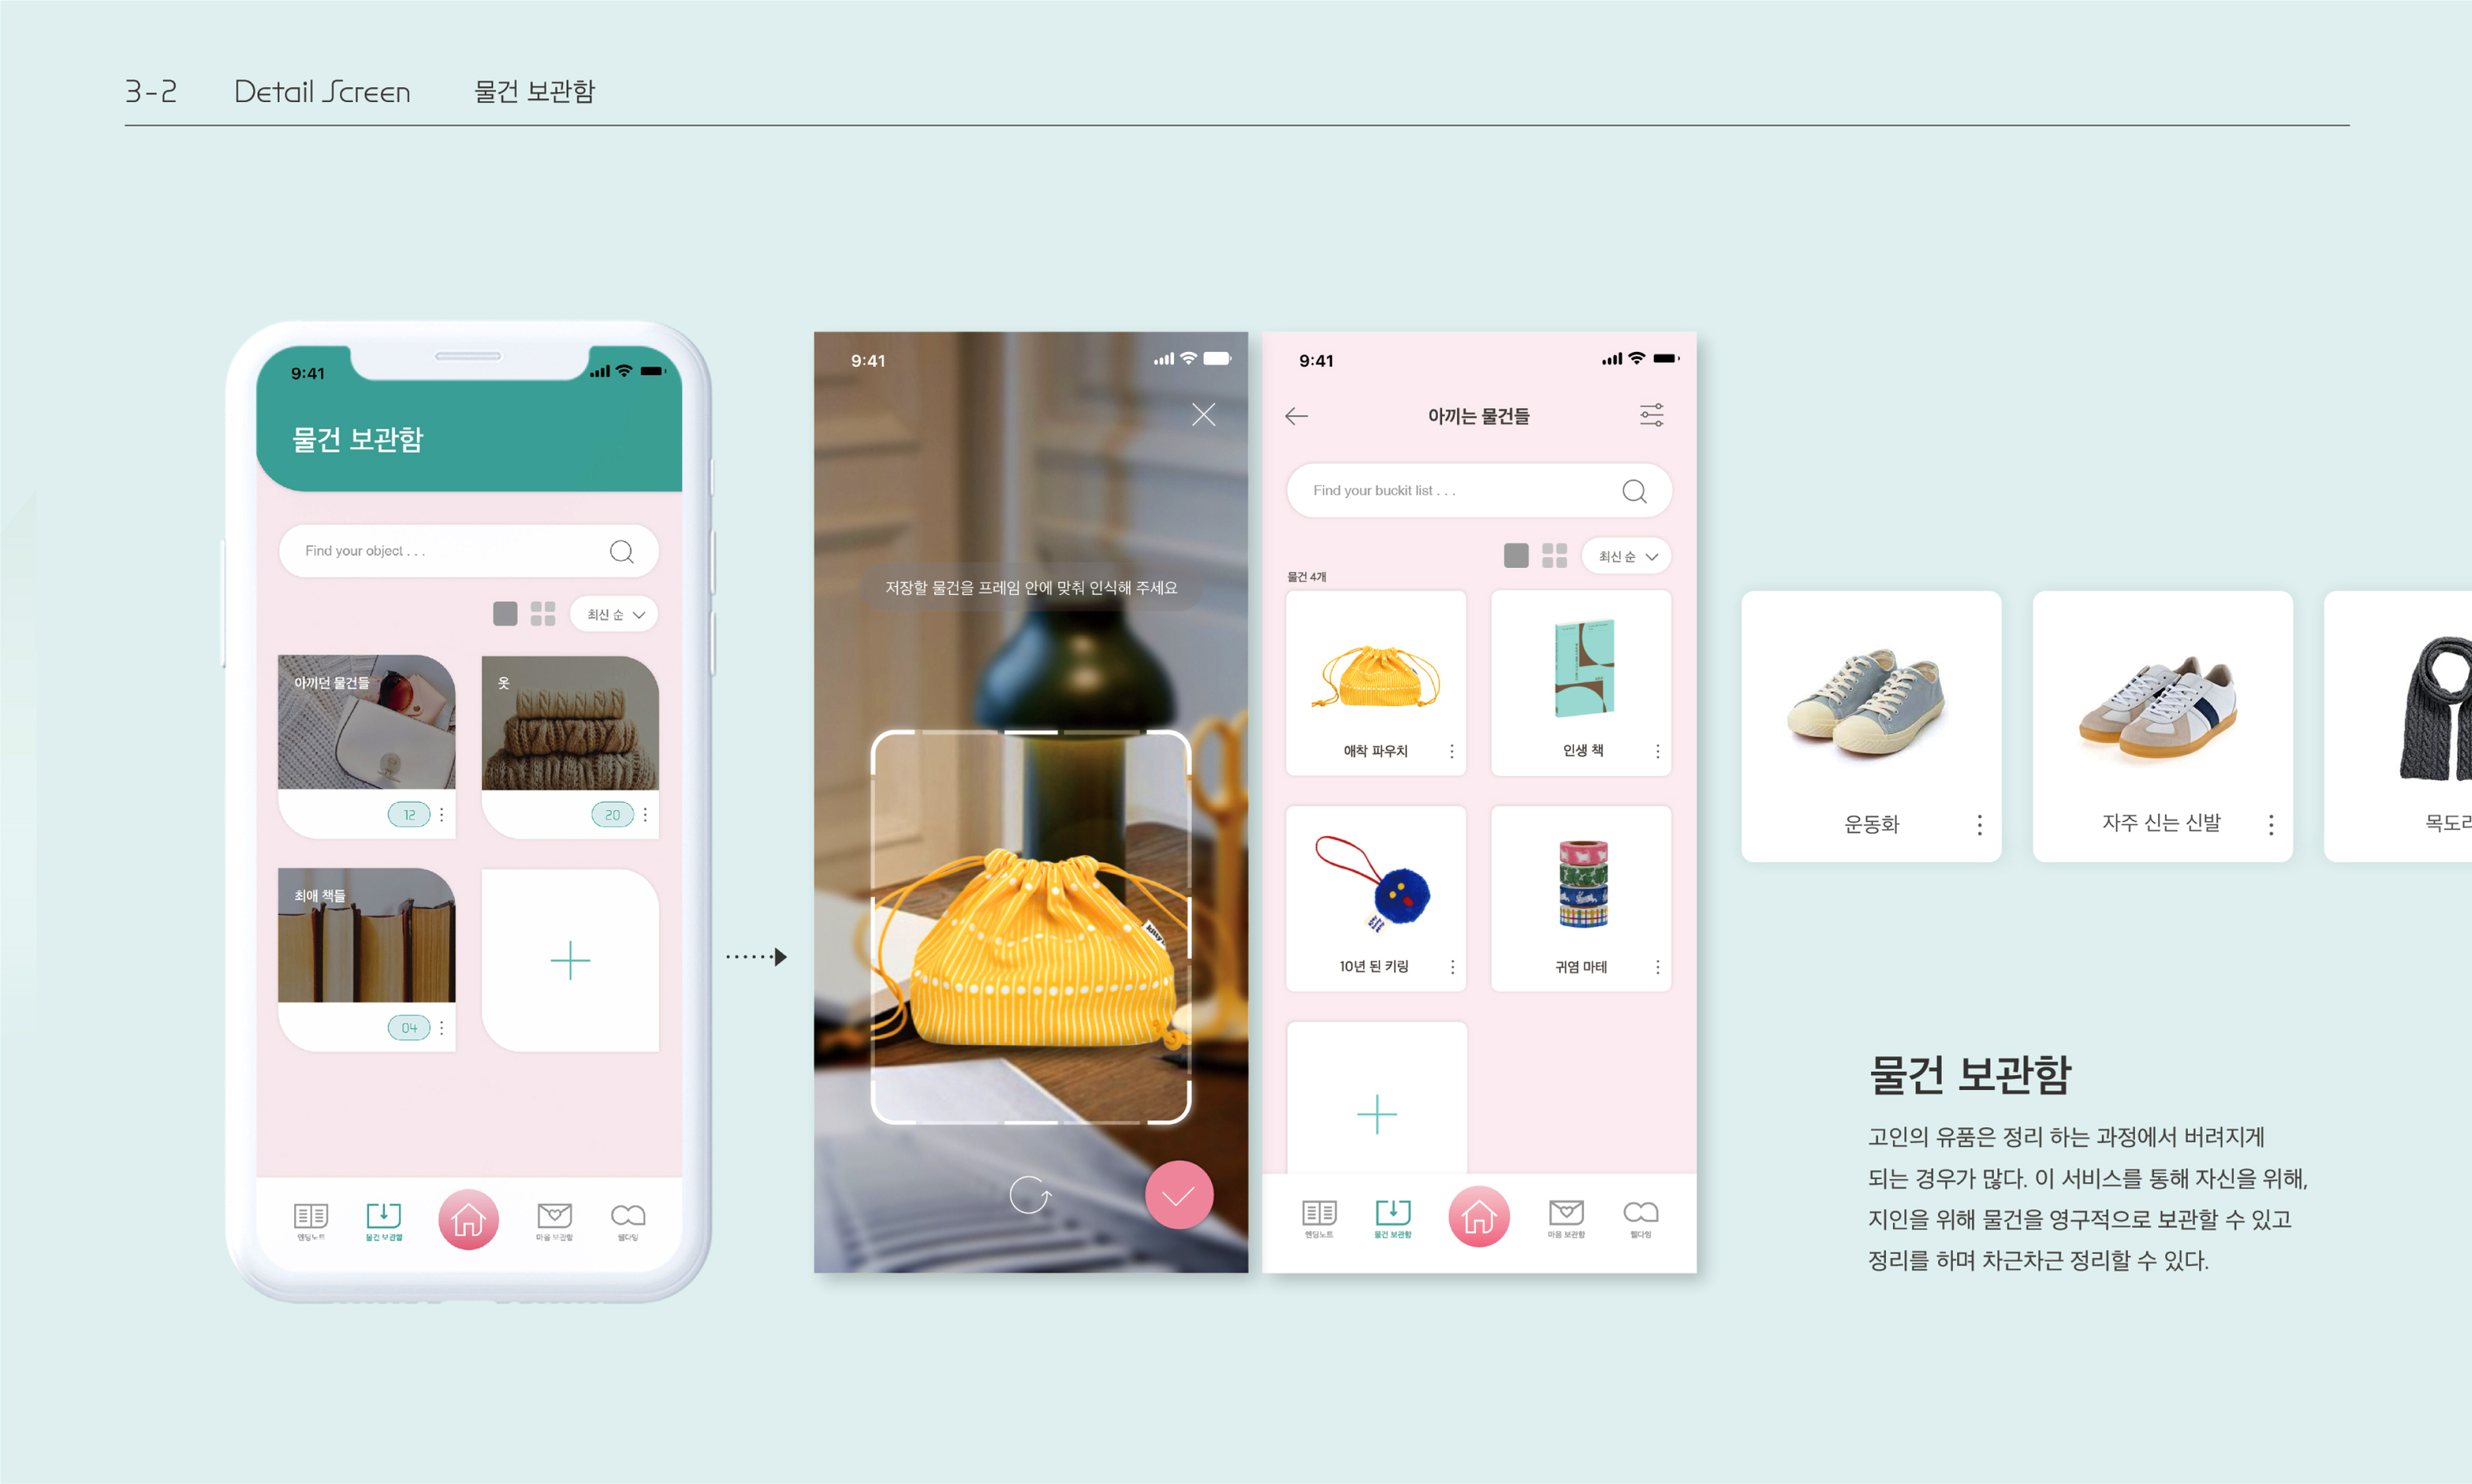 3-2 Detail Screen 물건 보관함
9:41
물건 보관함
Find your object . . .
최신 순
아끼던 물건들
옷
12
20
최애 책들
04
엔딩노트
물건 보관함
마음 보관함
웰다잉
9:41
저장할 물건을 프레임 안에 맞춰 인식해 주세요
9:41
아끼는 물건들
Find your buckit list . . .
최신 순
물건 4개
애착 파우치
인생 책
10년 된 키링
귀염 마테
엔딩노트
물건 보관함
마음 보관함
웰다잉
운동화
자주 신는 신발
목도리
물건 보관함
고인의 유품은 정리 하는 과정에서 버려지게
되는 경우가 많다. 이 서비스를 통해 자신을 위해,
지인을 위해 물건을 영구적으로 보관할 수 있고
정리를 하며 차근차근 정리할 수 있다.